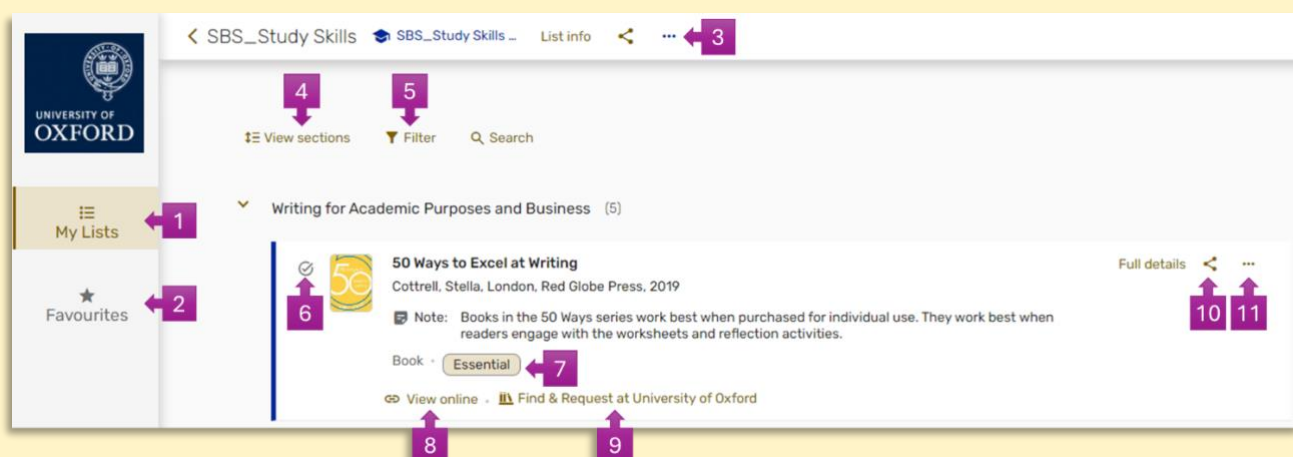 UNIVERSITY OF
OXFORD
SBS_Study Skills SBS_Study Skills ... List info ... 3
4 5
View sections Filter Search
My Lists 1
Favourites 2
Writing for Academic Purposes and Business (5)
50
50 Ways to Excel at Writing Full details ...
Cottrell, Stella, London, Red Globe Press, 2019
6 10 11
Note: Books in the 50 Ways series work best when purchased for individual use. They work best when
readers engage with the worksheets and reflection activities.
Book · Essential 7
View online · Find & Request at University of Oxford
8 9